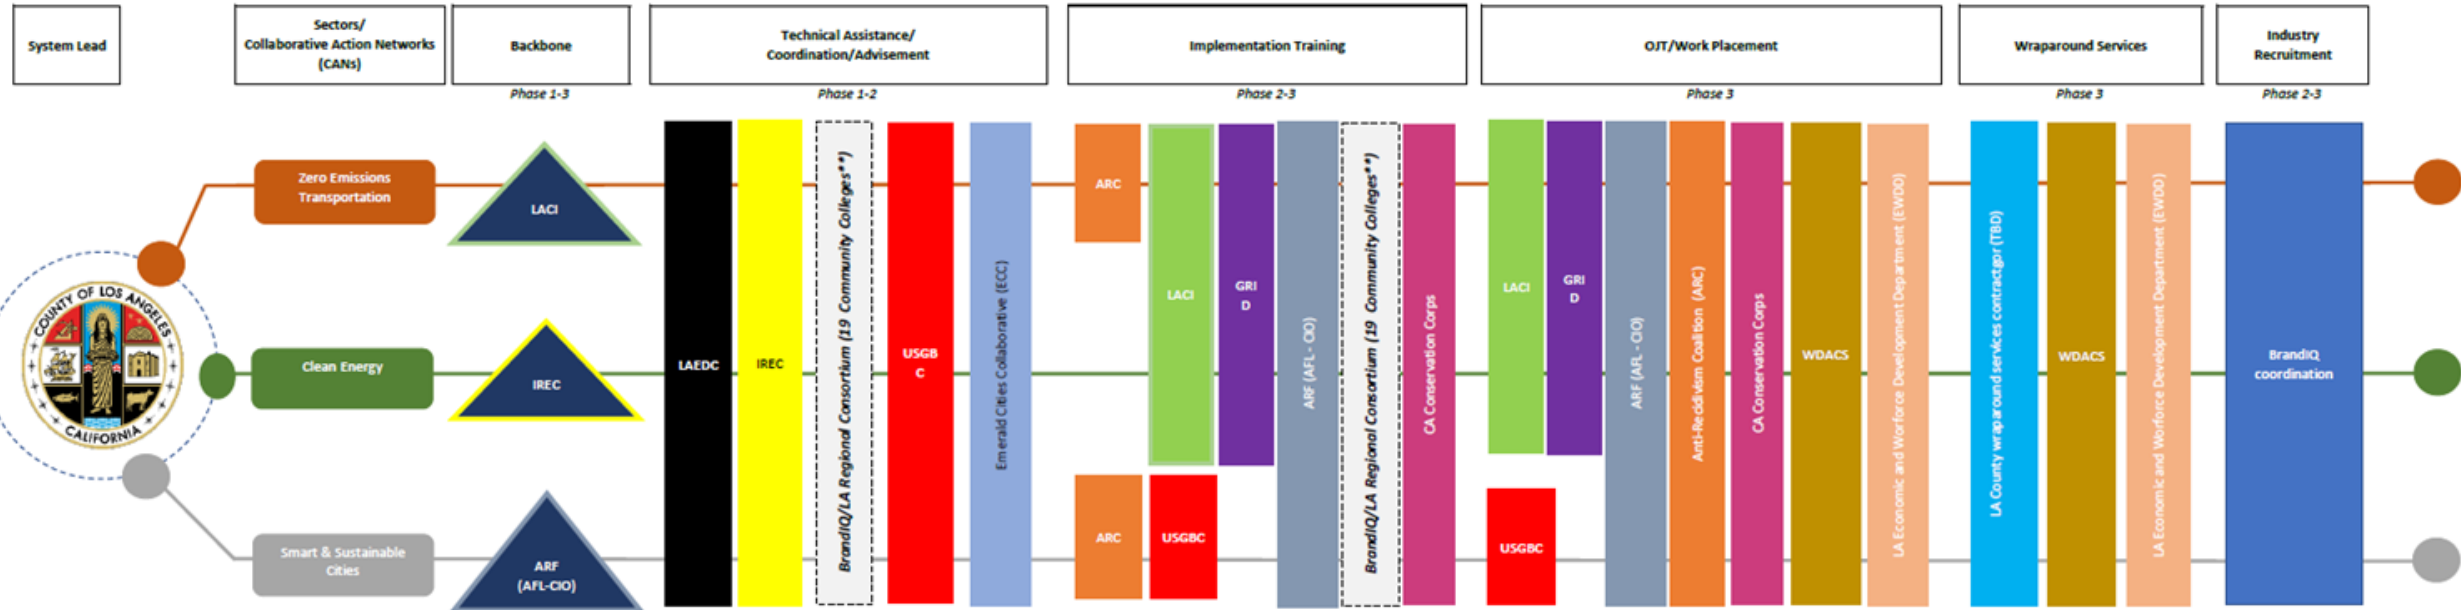 System Lead
Sectors/
Collaborative Action Networks
(CANs)
Backbone
Technical Assistance/
Coordination/Advisement
Implementation Training
OJT/Work Placement
Wraparound Services
Industry
Recruitment
Phase 1-3
Phase 1-2
Phase 2-3
Phase 3
Phase 3
Phase 2-3
COUNTY OF LOS ANGELES
CALIFORNIA
Zero Emissions
Transportation
Clean Energy
Smart & Sustainable
Cities
LACI
IREC
ARF
(AFL-CIO)
LAEDC
IREC
BrandIQ/LA Regional Consortium (19 Community Colleges**)
USGB
C
Emerald Cities Collaborative (ECC)
ARC
ARC
LACI
USGBC
GRI
D
ARF (AFL - CIO)
BrandIQ/LA Regional Consortium (19 Community Colleges**)
CA Conservation Corps
LACI
USGBC
GRI
D
ARF (AFL - CIO)
Anti-Recidivism Coalition (ARC)
CA Conservation Corps
WDACS
LA Economic and Worforce Development Department (EWDD)
LA County wraparound services contractgor (TBD)
WDACS
LA Economic and Worforce Development Department (EWDD)
BrandIQ
coordination